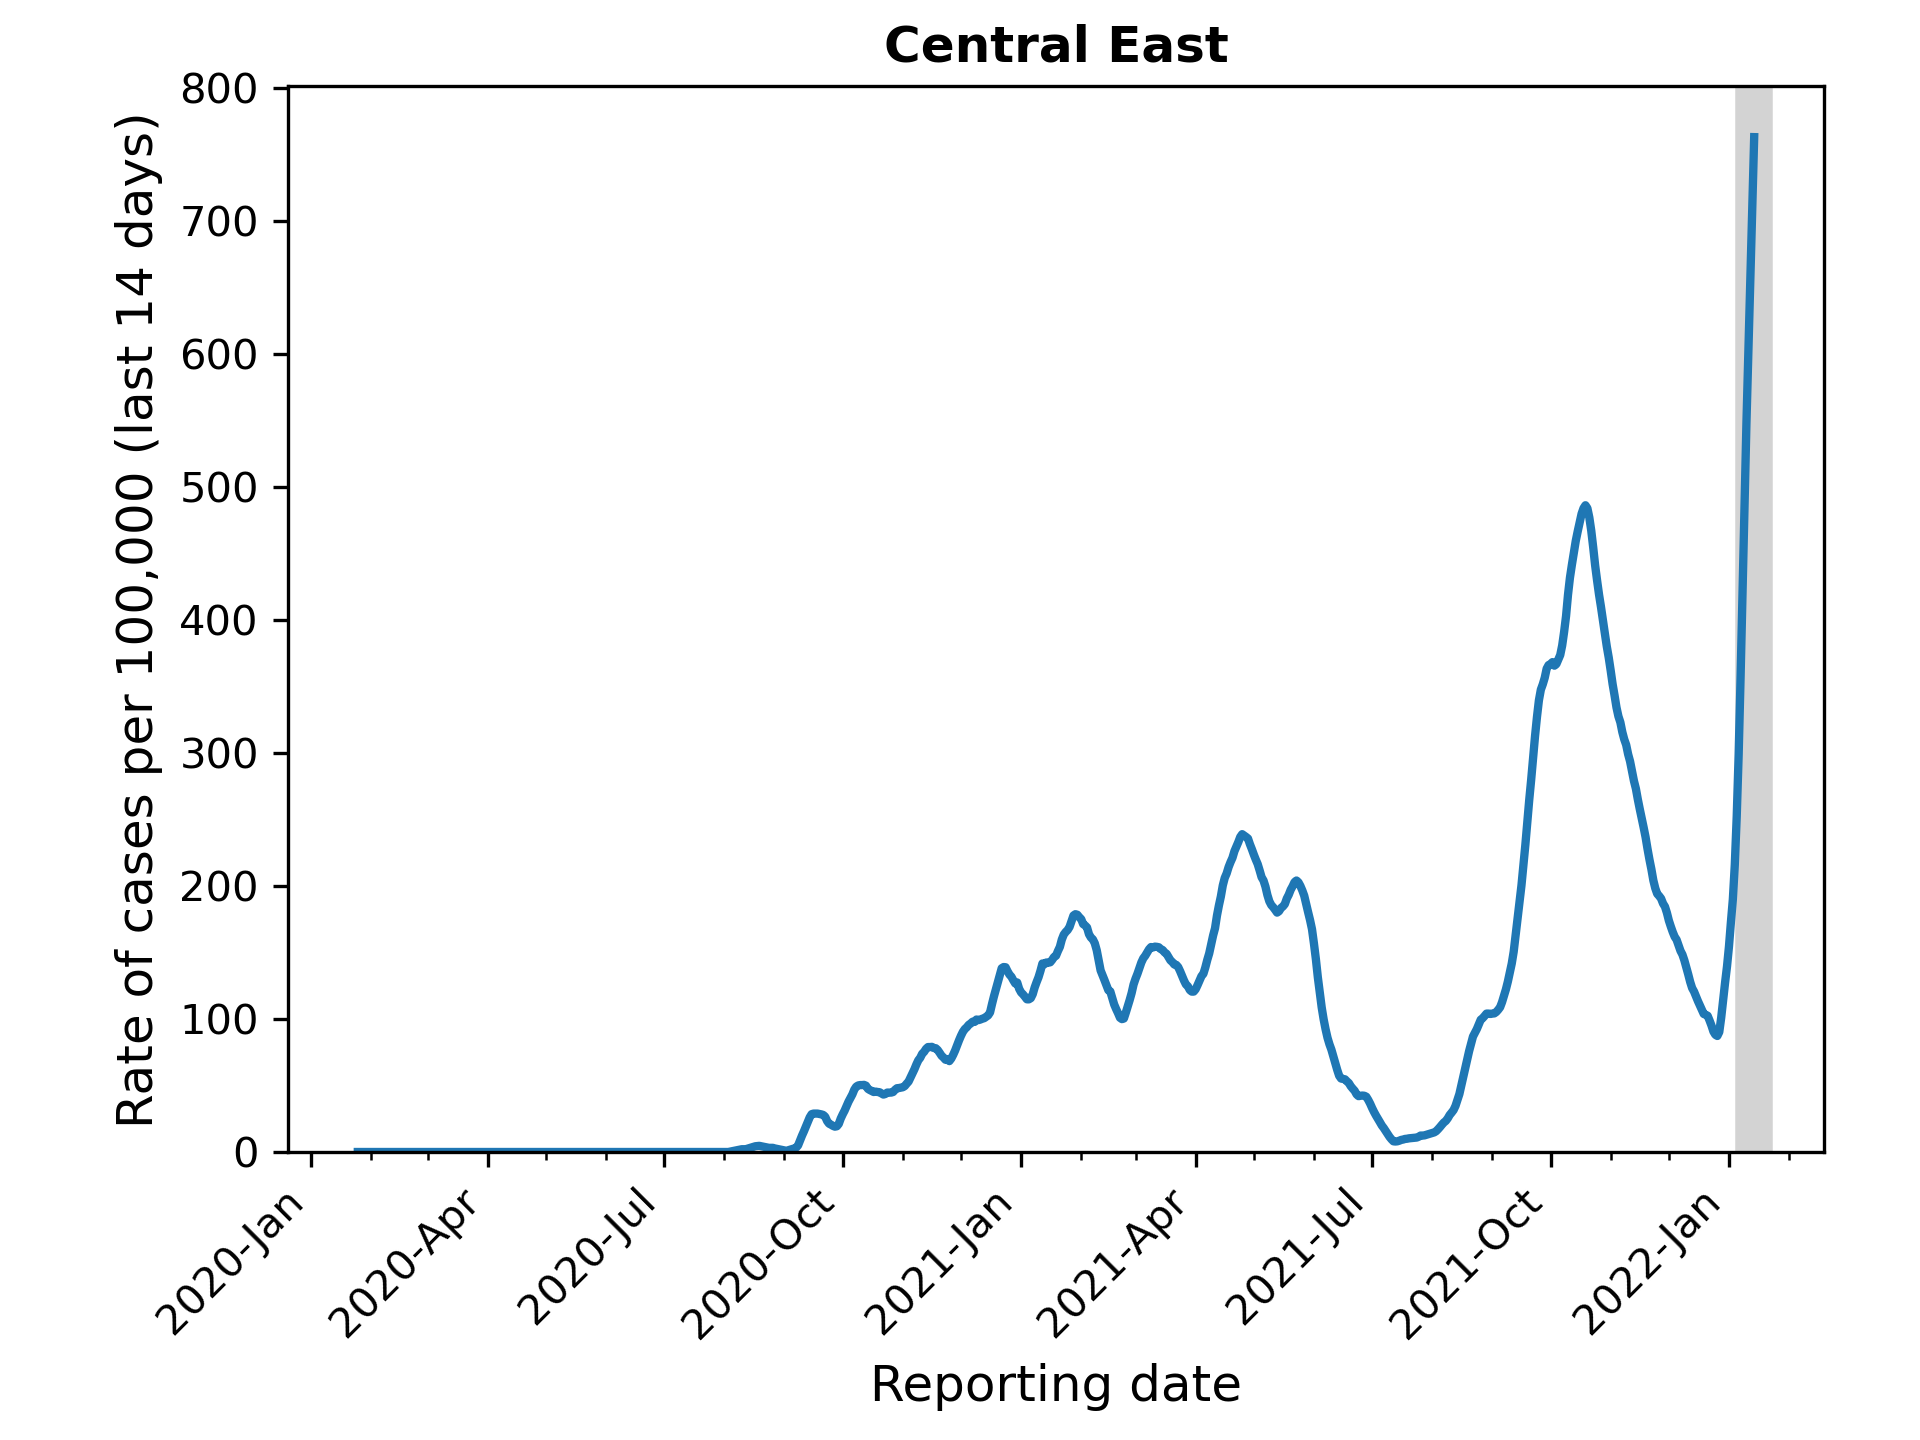 Central East
Rate of cases per 100,000 (last 14 days)
800
700
600
500
400
300
200
100
0
2020-Jan
2020-Apr
2020-Jul
2020-Oct
2021-Jan
2021-Apr
2021-Jul
2021-Oct
2022-Jan
Reporting date